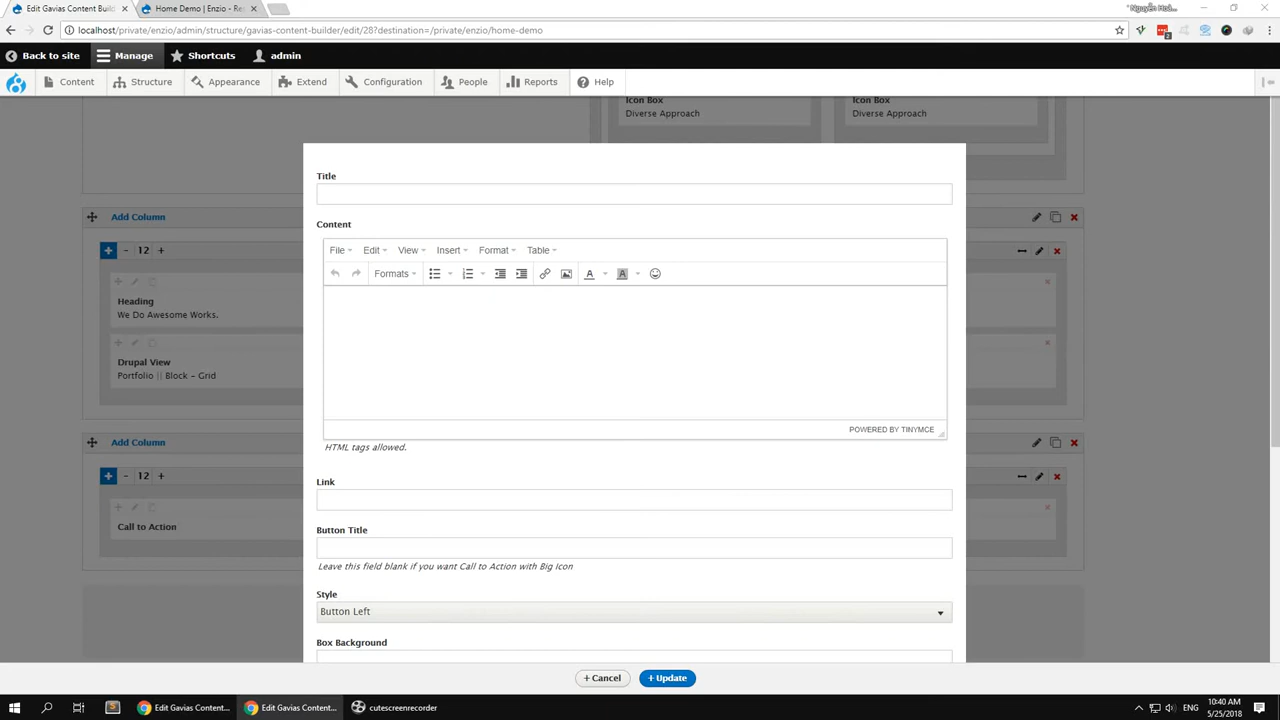 Edit Gavias Content Buil
Home Demo | Enzio - Re
localhost/private/enzio/admin/structure/gavias-content-builder/edit/28?destination=/private/enzio/home-demo
Back to site
Manage
Shortcuts
admin
Content
Structure
Appearance
Extend
Configuration
People
Reports
Help
Icon Box
Diverse Approach
Icon Box
Diverse Approach
Add Column
- 12 +
Heading
We Do Awesome Works.
Drupal View
Portfolio || Block - Grid
Add Column
- 12 +
Call to Action
Title
Content
File Edit View Insert Format Table
Formats
A A
POWERED BY TINYMCE
HTML tags allowed.
Link
Button Title
Leave this field blank if you want Call to Action with Big Icon
Style
Button Left
Box Background
+ Cancel
+ Update
Edit Gavias Content...
Edit Gavias Content...
cutescreenrecorder
ENG
10:40 AM
5/25/2018